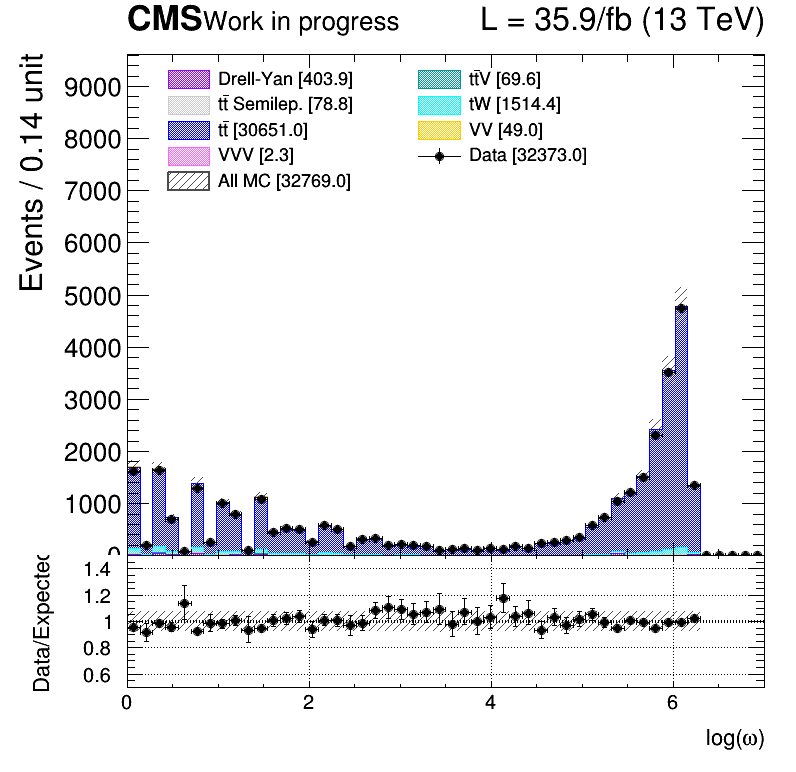 CMS Work in progress L = 35.9/fb (13 TeV)
Events / 0.14 unit
9000
8000
7000
6000
5000
4000
3000
2000
1000
0
Drell-Yan [403.9]
tt̄ Semilep. [78.8]
tt̄ [30651.0]
VVV [2.3]
All MC [32769.0]
tt̄V [69.6]
tW [1514.4]
VV [49.0]
Data [32373.0]
Data/Expected
1.4
1.2
1
0.8
0.6
0 2 4 6
log(ω)